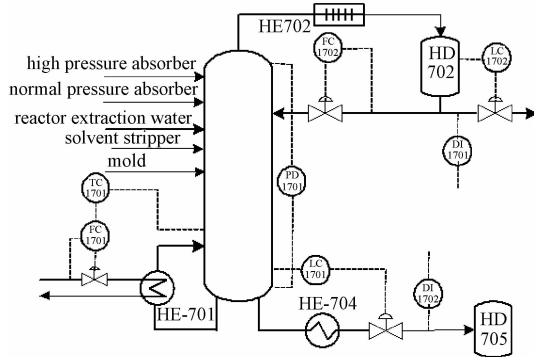 HE702
FC
1702
HD
702
LC
1702
high pressure absorber
normal pressure absorber
reactor extraction water
solvent stripper
mold
DI
1701
TC
1701
PD
1701
FC
1701
LC
1701
HE-701
HE-704
DI
1702
HD
705